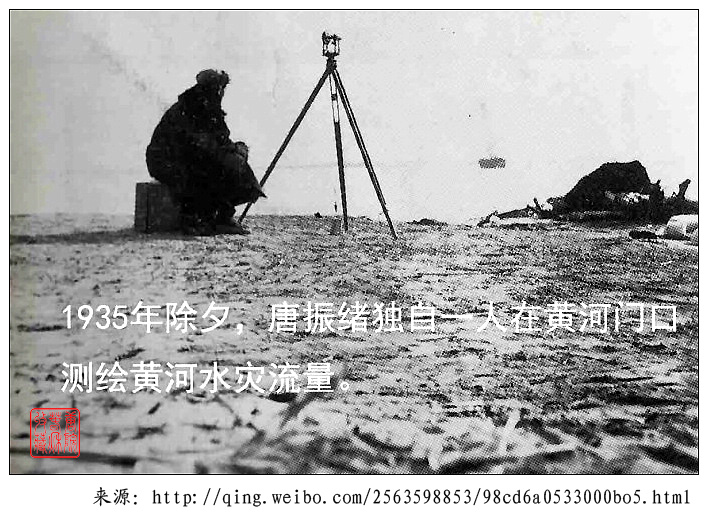 1935年除夕，唐振绪独自一人在黄河门口
测绘黄河水灾流量。
来源: http://qing.weibo.com/2563598853/98cd6a0533000bo5.html